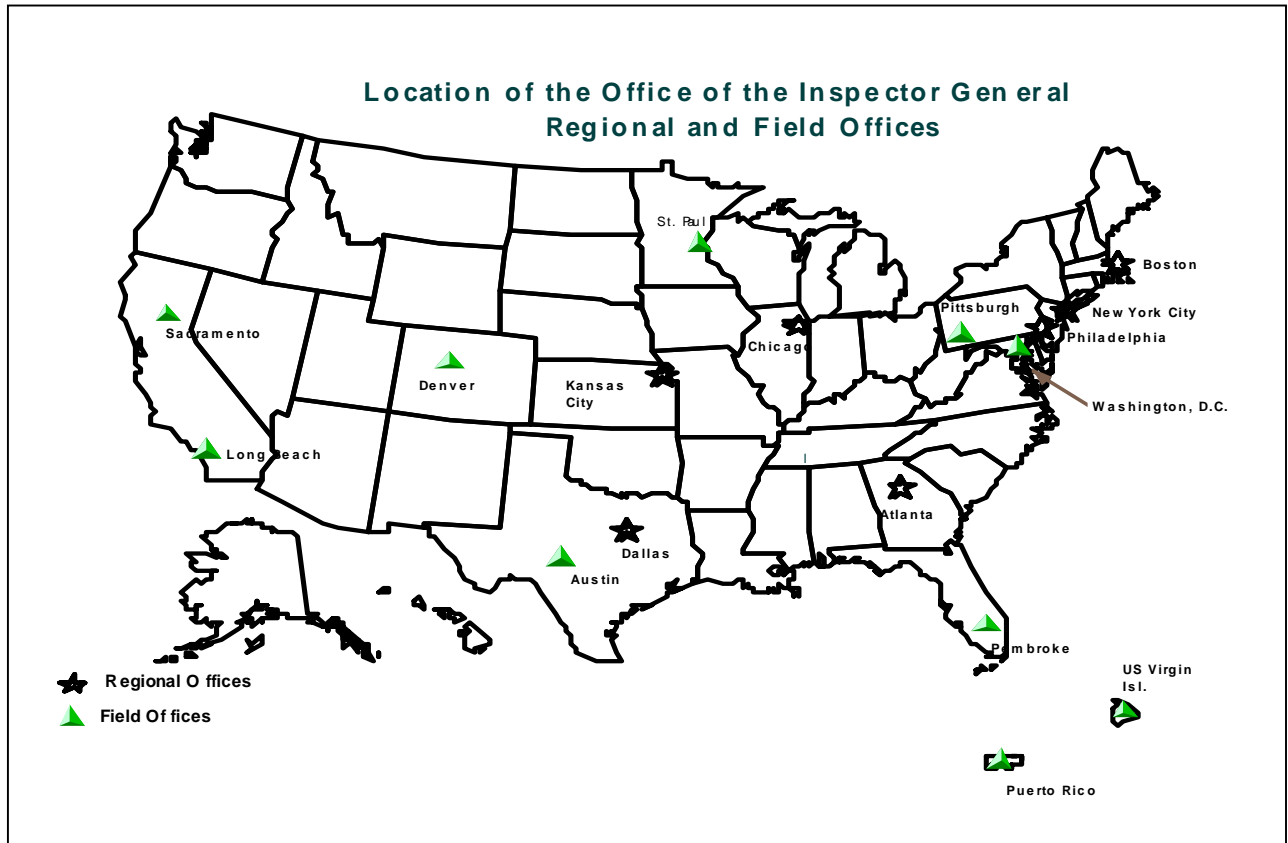 Location of the Office of the Inspector General
Regional and Field Offices
St. Paul
Boston
Pittsburgh
New York City
Sacramento
Philadelphia
Chicago
Denver
Kansas
City
Washington, D.C.
Long Beach
Atlanta
Dallas
Austin
Pembroke
US Virgin
Isl.
Regional Offices
Field Offices
Puerto Rico